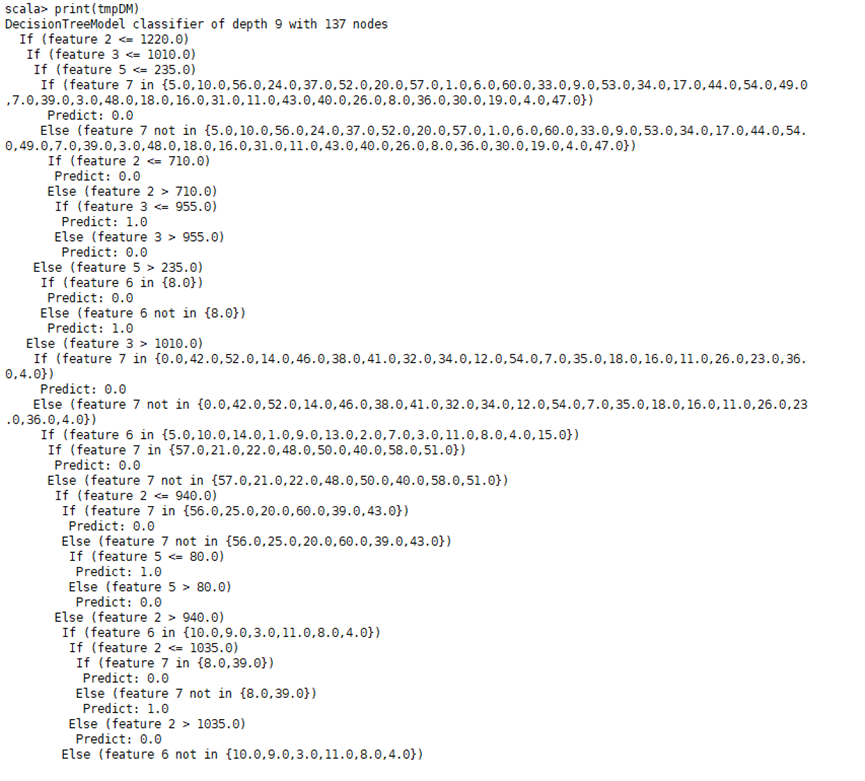 scala> print(tmpDM)
DecisionTreeModel classifier of depth 9 with 137 nodes
  If (feature 2 <= 1220.0)
   If (feature 3 <= 1010.0)
    If (feature 5 <= 235.0)
     If (feature 7 in {5.0,10.0,56.0,24.0,37.0,52.0,20.0,57.0,1.0,6.0,60.0,33.0,9.0,53.0,34.0,17.0,44.0,54.0,49.0
,7.0,39.0,3.0,48.0,18.0,16.0,31.0,11.0,43.0,40.0,26.0,8.0,36.0,30.0,19.0,4.0,47.0})
      Predict: 0.0
     Else (feature 7 not in {5.0,10.0,56.0,24.0,37.0,52.0,20.0,57.0,1.0,6.0,60.0,33.0,9.0,53.0,34.0,17.0,44.0,54.
0,49.0,7.0,39.0,3.0,48.0,18.0,16.0,31.0,11.0,43.0,40.0,26.0,8.0,36.0,30.0,19.0,4.0,47.0})
      If (feature 2 <= 710.0)
       Predict: 0.0
      Else (feature 2 > 710.0)
       If (feature 3 <= 955.0)
        Predict: 1.0
       Else (feature 3 > 955.0)
        Predict: 0.0
    Else (feature 5 > 235.0)
     If (feature 6 in {8.0})
      Predict: 0.0
     Else (feature 6 not in {8.0})
      Predict: 1.0
   Else (feature 3 > 1010.0)
    If (feature 7 in {0.0,42.0,52.0,14.0,46.0,38.0,41.0,32.0,34.0,12.0,54.0,7.0,35.0,18.0,16.0,11.0,26.0,23.0,36.
0,4.0})
     Predict: 0.0
    Else (feature 7 not in {0.0,42.0,52.0,14.0,46.0,38.0,41.0,32.0,34.0,12.0,54.0,7.0,35.0,18.0,16.0,11.0,26.0,23
.0,36.0,4.0})
     If (feature 6 in {5.0,10.0,14.0,1.0,9.0,13.0,2.0,7.0,3.0,11.0,8.0,4.0,15.0})
      If (feature 7 in {57.0,21.0,22.0,48.0,50.0,40.0,58.0,51.0})
       Predict: 0.0
      Else (feature 7 not in {57.0,21.0,22.0,48.0,50.0,40.0,58.0,51.0})
       If (feature 2 <= 940.0)
        If (feature 7 in {56.0,25.0,20.0,60.0,39.0,43.0})
         Predict: 0.0
        Else (feature 7 not in {56.0,25.0,20.0,60.0,39.0,43.0})
         If (feature 5 <= 80.0)
          Predict: 1.0
         Else (feature 5 > 80.0)
          Predict: 0.0
       Else (feature 2 > 940.0)
        If (feature 6 in {10.0,9.0,3.0,11.0,8.0,4.0})
         If (feature 2 <= 1035.0)
          If (feature 7 in {8.0,39.0})
           Predict: 0.0
          Else (feature 7 not in {8.0,39.0})
           Predict: 1.0
         Else (feature 2 > 1035.0)
          Predict: 0.0
        Else (feature 6 not in {10.0,9.0,3.0,11.0,8.0,4.0})